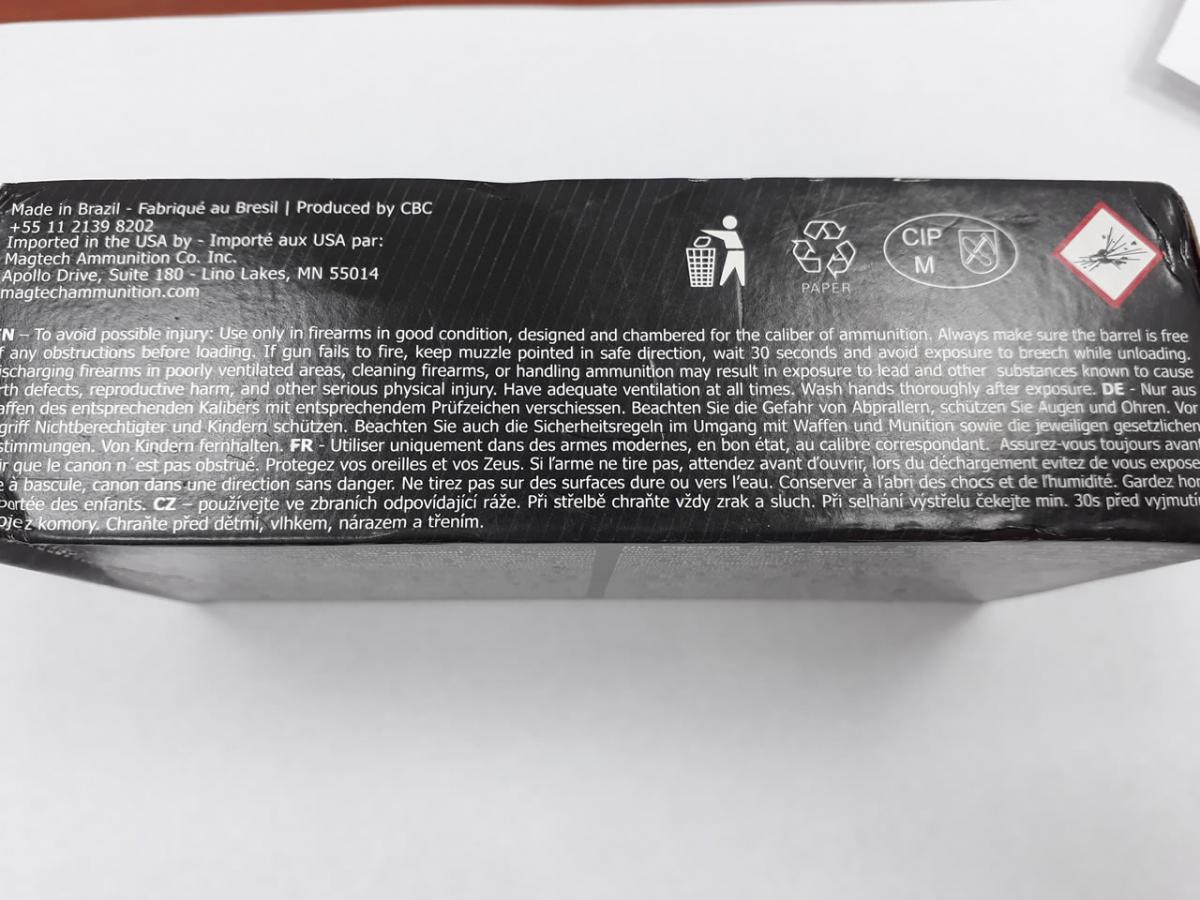 Made in Brazil - Fabriqué au Bresil | Produced by CBC
+55 11 2139 8202
Imported in the USA by - Importé aux USA par:
Magtech Ammunition Co. Inc.
Apollo Drive, Suite 180 - Lino Lakes, MN 55014
magtechammunition.com
PAPER
CIP
M
EN – To avoid possible injury: Use only in firearms in good condition, designed and chambered for the caliber of ammunition. Always make sure the barrel is free
f any obstructions before loading. If gun fails to fire, keep muzzle pointed in safe direction, wait 30 seconds and avoid exposure to breech while unloading.
ischarging firearms in poorly ventilated areas, cleaning firearms, or handling ammunition may result in exposure to lead and other substances known to cause
rth defects, reproductive harm, and other serious physical injury. Have adequate ventilation at all times. Wash hands thoroughly after exposure. DE - Nur aus
affen des entsprechenden Kalibers mit entsprechendem Prüfzeichen verschiessen. Beachten Sie die Gefahr von Abprallern, schützen Sie Augen und Ohren. Vor
griff Nichtberechtigter und Kindern schützen. Beachten Sie auch die Sicherheitsregeln im Umgang mit Waffen und Munition sowie die jeweiligen gesetzlichen
stimmungen. Von Kindern fernhalten. FR - Utiliser uniquement dans des armes modernes, en bon état, au calibre correspondant. Assurez-vous toujours avan
ir que le canon n´est pas obstrué. Protegez vos oreilles et vos Zeus. Si l'arme ne tire pas, attendez avant d'ouvrir, lors du déchargement evitez de vous expose
e à bascule, canon dans une direction sans danger. Ne tirez pas sur des surfaces dure ou vers l'eau. Conserver à l'abri des chocs et de l'humidité. Gardez hor
portée des enfants. CZ – používejte ve zbraních odpovídající ráže. Při střelbě chraňte vždy zrak a sluch. Při selhání výstřelu čekejte min. 30s před vyjmut
oje z komory. Chraňte před dětmi, vlhkem, nárazem a třením.